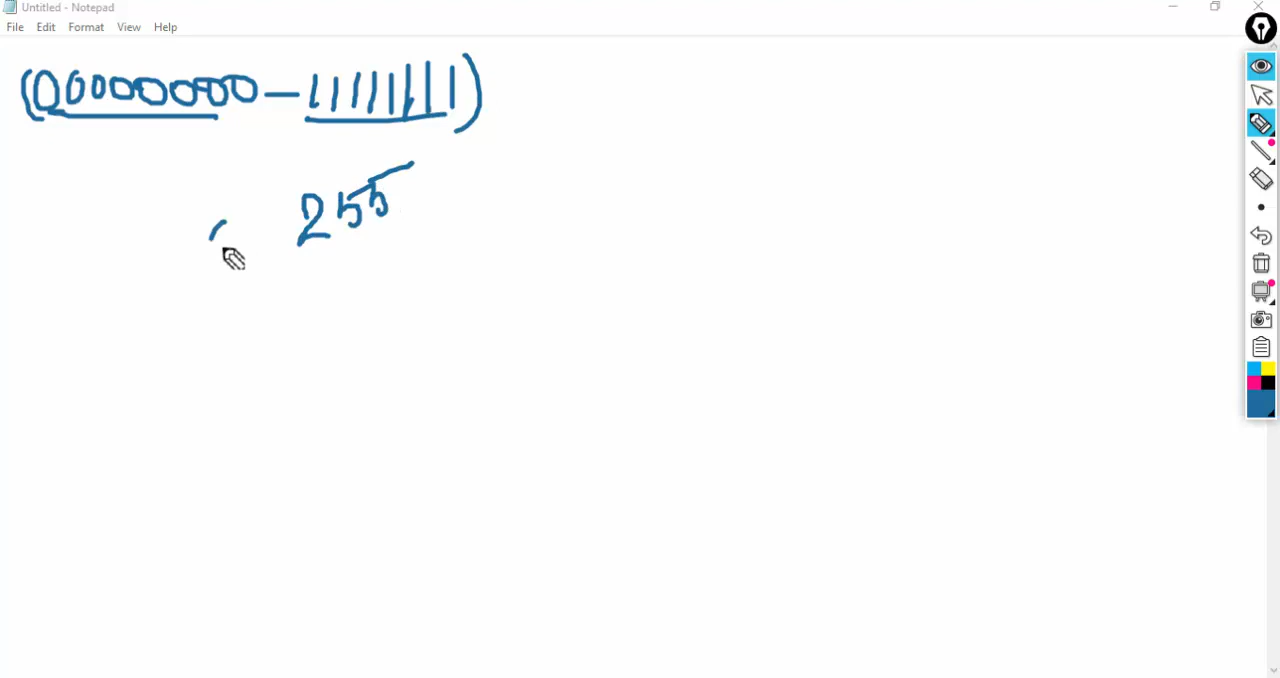 Untitled - Notepad
File Edit Format View Help
(00000000 — 11111111)
255